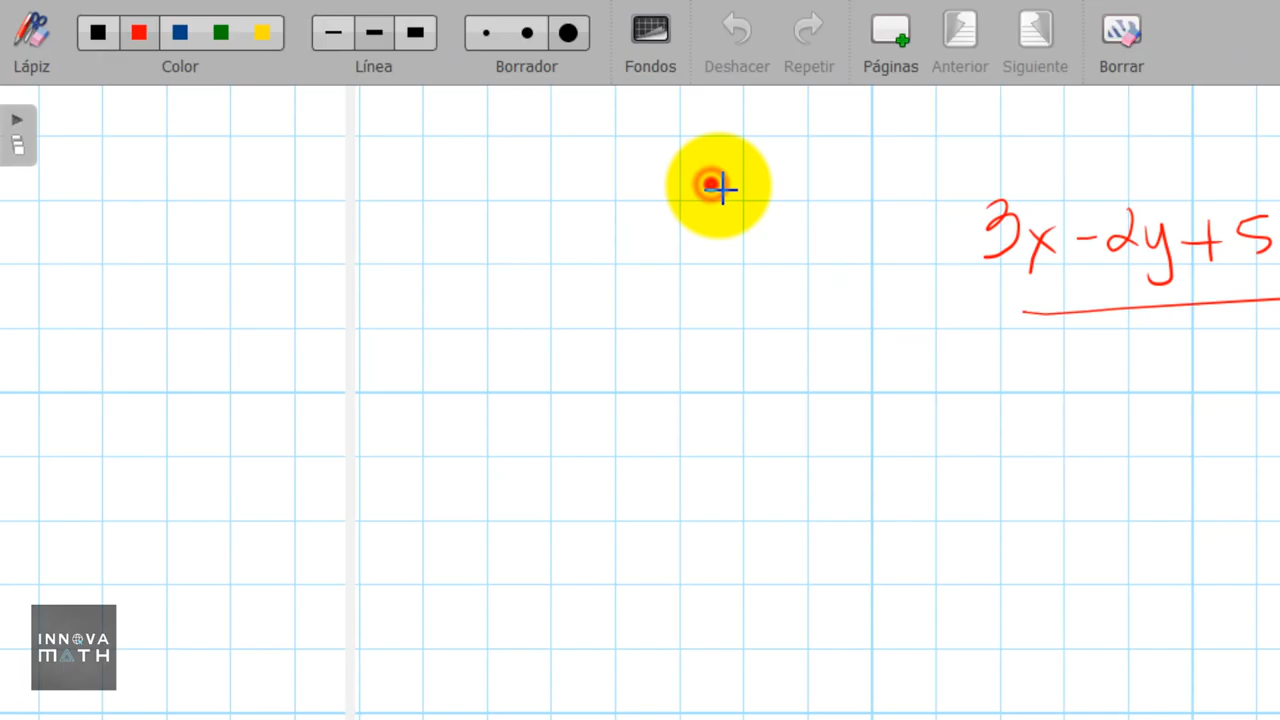 Lápiz Color Línea Borrador Fondos Deshacer Repetir Páginas Anterior Siguiente Borrar
3x-2y+5
INNOVA
MATH